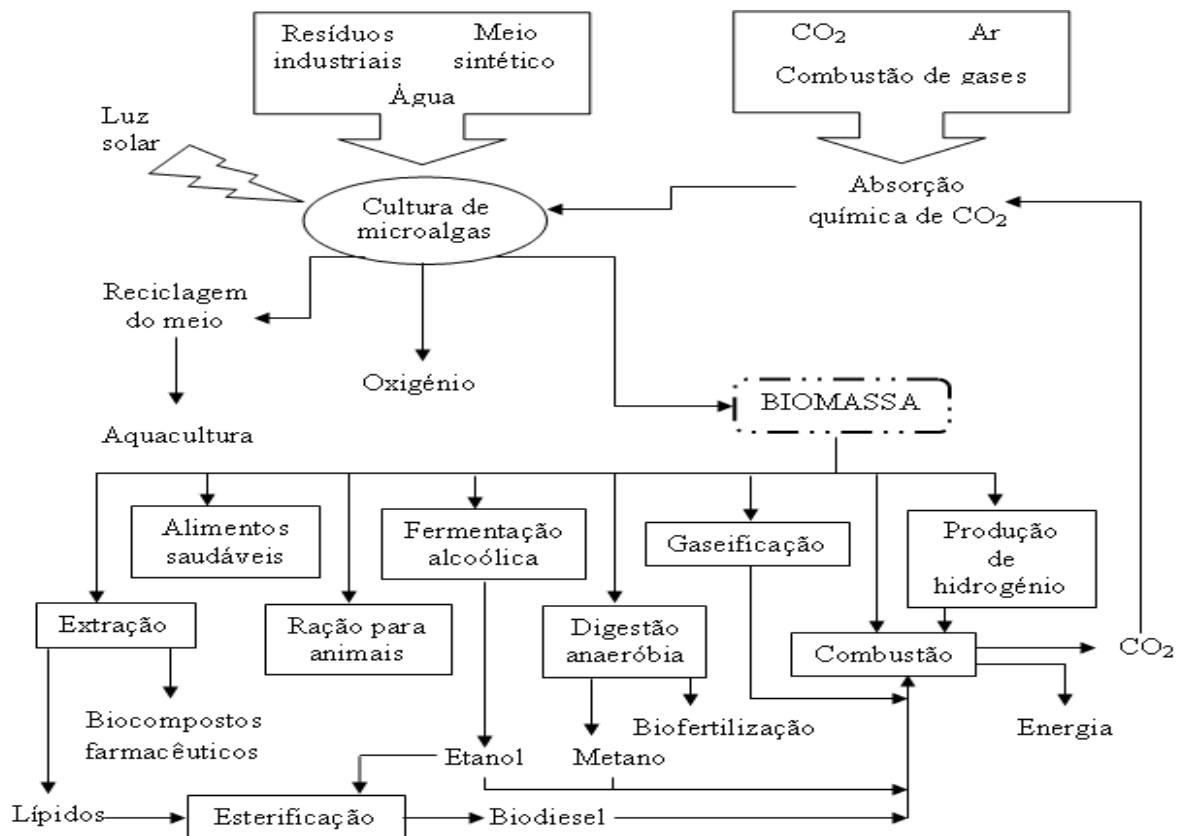 Resíduos industriais
Meio sintético
Água
CO₂
Ar
Combustão de gases
Luz solar
Cultura de microalgas
Absorção química de CO₂
Reciclagem do meio
Oxigénio
BIOMASSA
Aquacultura
Alimentos saudáveis
Fermentação alcoólica
Gaseificação
Produção de hidrogénio
Extração
Ração para animais
Digestão anaeróbia
Combustão
CO₂
Biocompostos farmacêuticos
Biofertilização
Energia
Etanol
Metano
Lípidos
Esterificação
Biodiesel